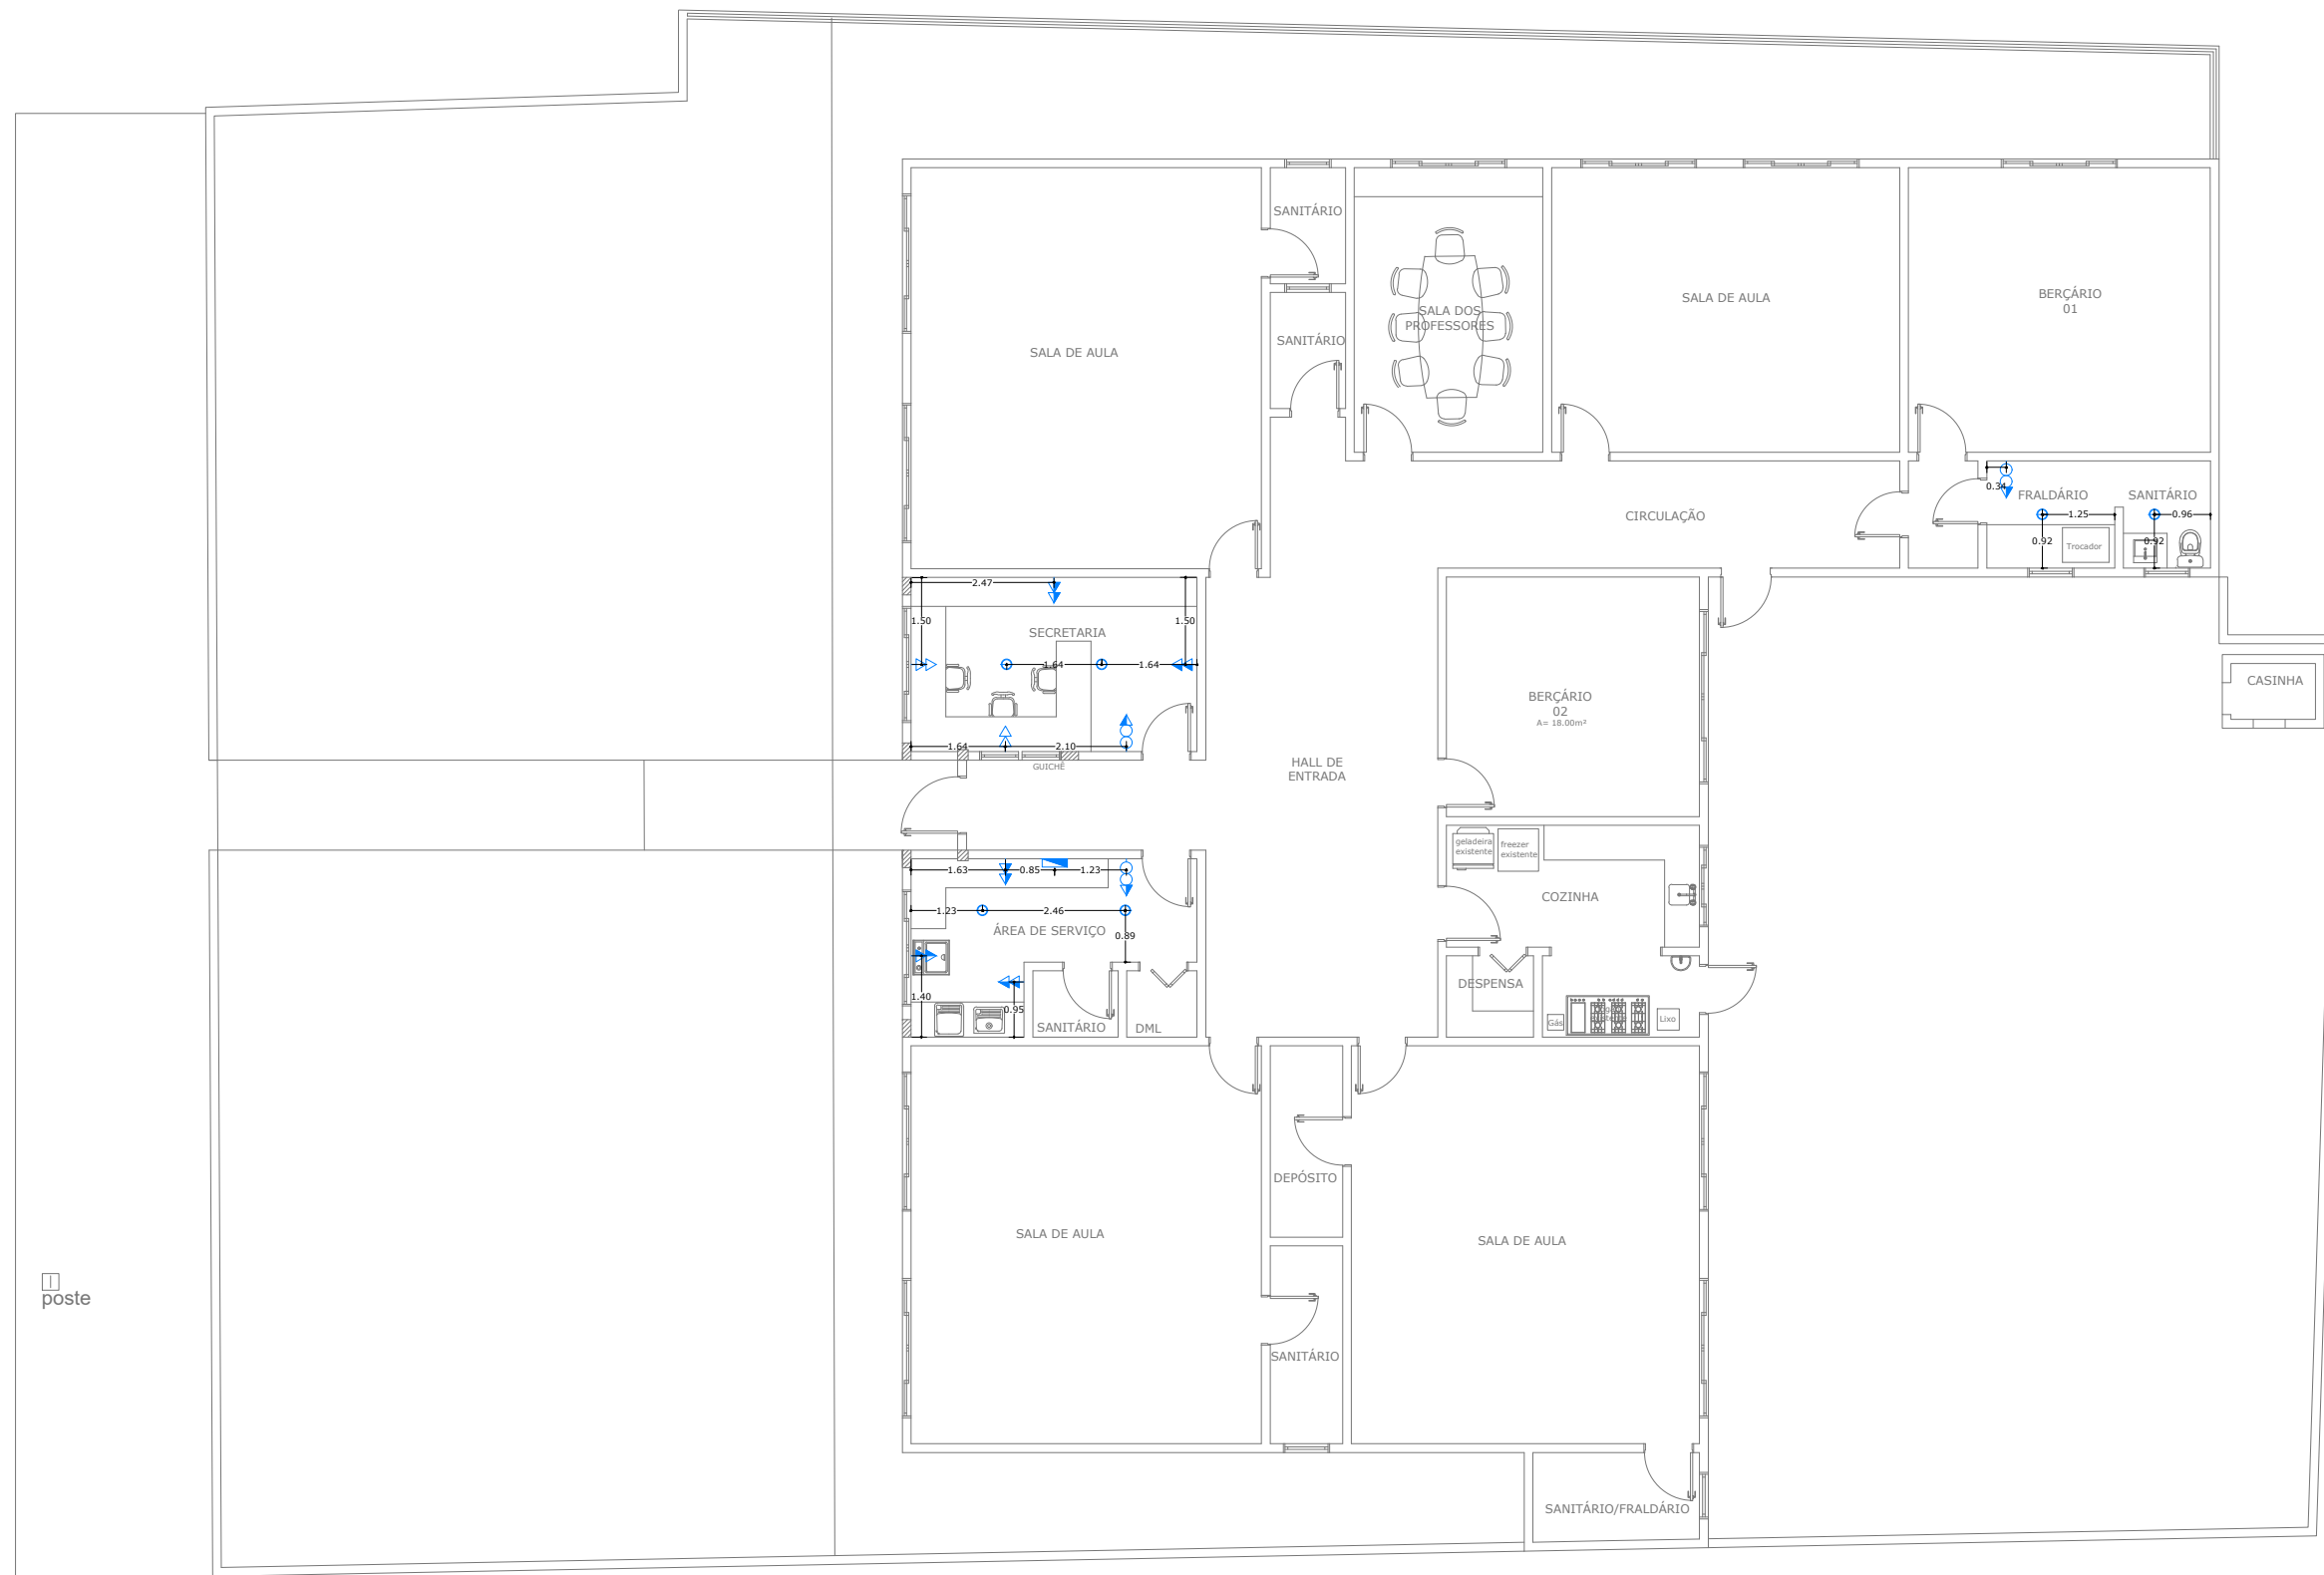 SANITÁRIO
SALA DE AULA
SANITÁRIO
SALA DOS
PROFESSORES
SALA DE AULA
BERÇÁRIO
01
CIRCULAÇÃO
0.34
FRALDÁRIO
SANITÁRIO
1.25
0.96
0.92
Trocador
0.92
2.47
1.50
1.50
SECRETARIA
1.64
1.64
1.64
2.10
GUICHÊ
HALL DE
ENTRADA
BERÇÁRIO
02
A= 18.00m²
CASINHA
geladeira
existente
freezer
existente
COZINHA
1.63
0.85
1.23
1.23
2.46
ÁREA DE SERVIÇO
0.89
1.40
0.95
SANITÁRIO
DML
DESPENSA
Gás
Lixo
DEPÓSITO
SALA DE AULA
SALA DE AULA
SANITÁRIO
SANITÁRIO/FRALDÁRIO
poste